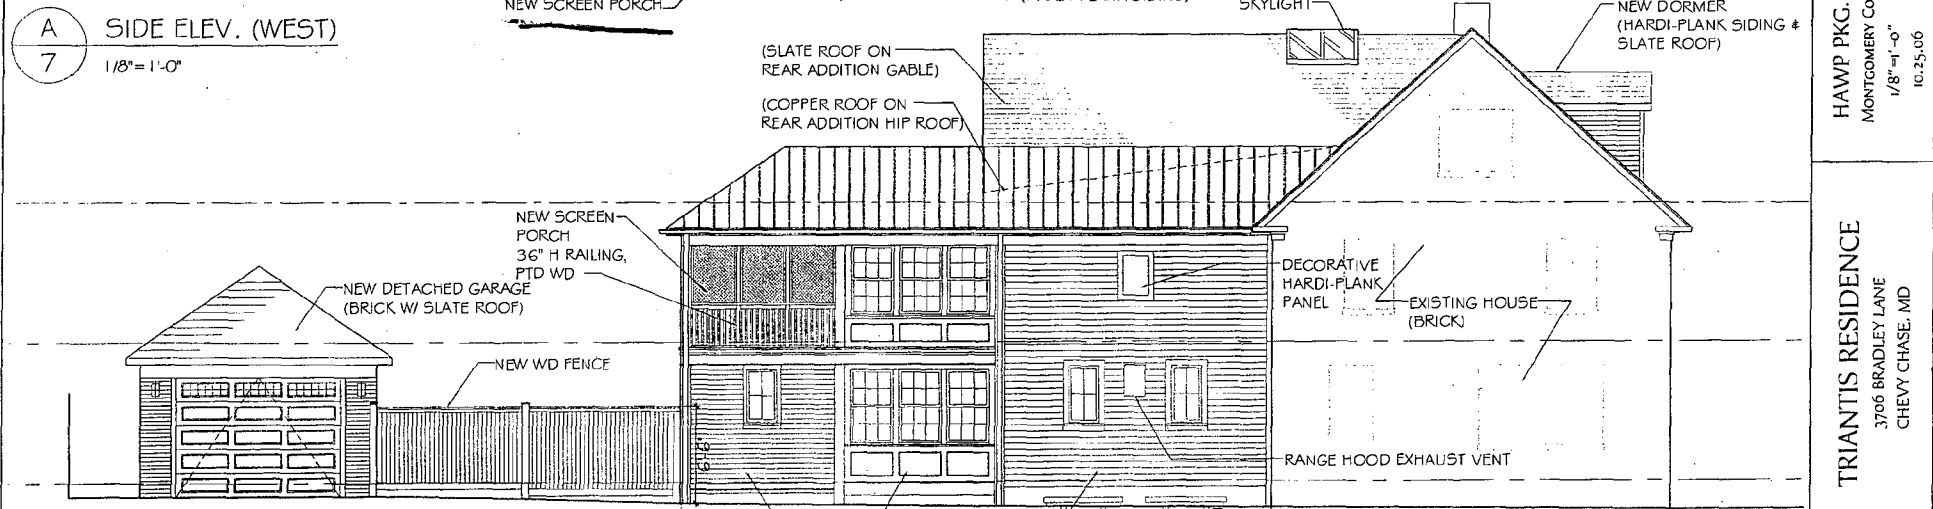 NEW SCREEN PORCH
SKYLIGHT
NEW DORMER
(HARDI-PLANK SIDING &
SLATE ROOF)
A
7
SIDE ELEV. (WEST)
1/8"=1'-0"
(SLATE ROOF ON
REAR ADDITION GABLE)
(COPPER ROOF ON
REAR ADDITION HIP ROOF)
NEW SCREEN
PORCH
36" H RAILING,
PTD WD
NEW DETACHED GARAGE
(BRICK W/ SLATE ROOF)
NEW WD FENCE
DECORATIVE
HARDI-PLANK
PANEL
EXISTING HOUSE
(BRICK)
RANGE HOOD EXHAUST VENT
HAWP PKG.
MONTGOMERY Co
1/8"=1'-0"
10.25.06
TRIANTIS RESIDENCE
3706 BRADLEY LANE
CHEVY CHASE, MD